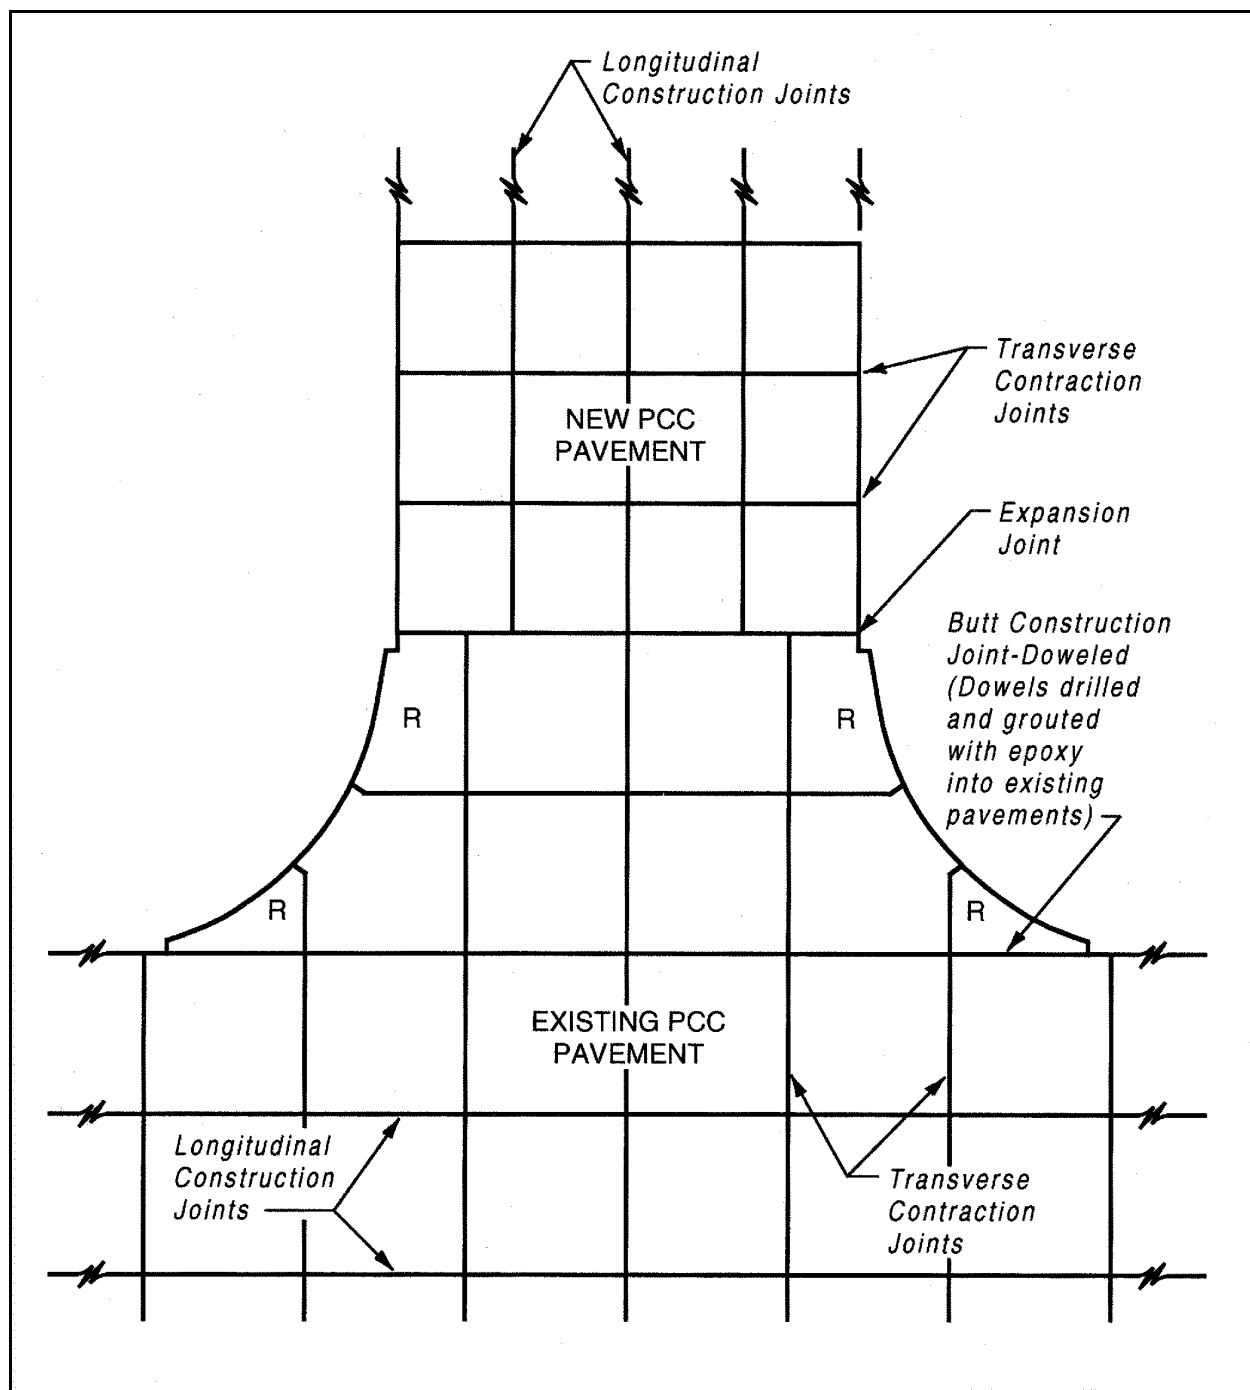 Longitudinal
Construction Joints
Transverse
Contraction
Joints
NEW PCC
PAVEMENT
Expansion
Joint
Butt Construction
Joint-Doweled
(Dowels drilled
and grouted
with epoxy
into existing
pavements)
R
R
R
R
EXISTING PCC
PAVEMENT
Longitudinal
Construction
Joints
Transverse
Contraction
Joints